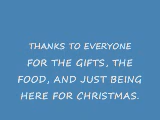 THANKS TO EVERYONE
FOR THE GIFTS, THE
FOOD, AND JUST BEING
HERE FOR CHRISTMAS.